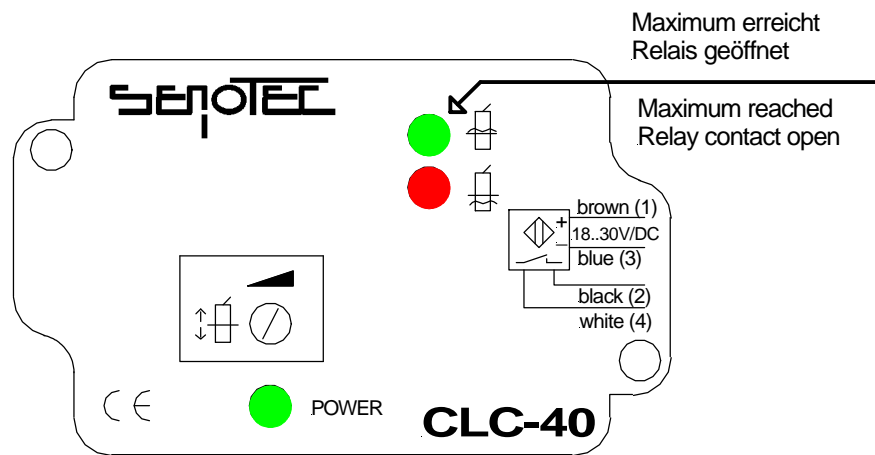 Maximum erreicht
Relais geöffnet
Maximum reached
Relay contact open
SENOTEC
brown (1)
+
18..30V/DC
–
blue (3)
black (2)
white (4)
CE
POWER
CLC-40